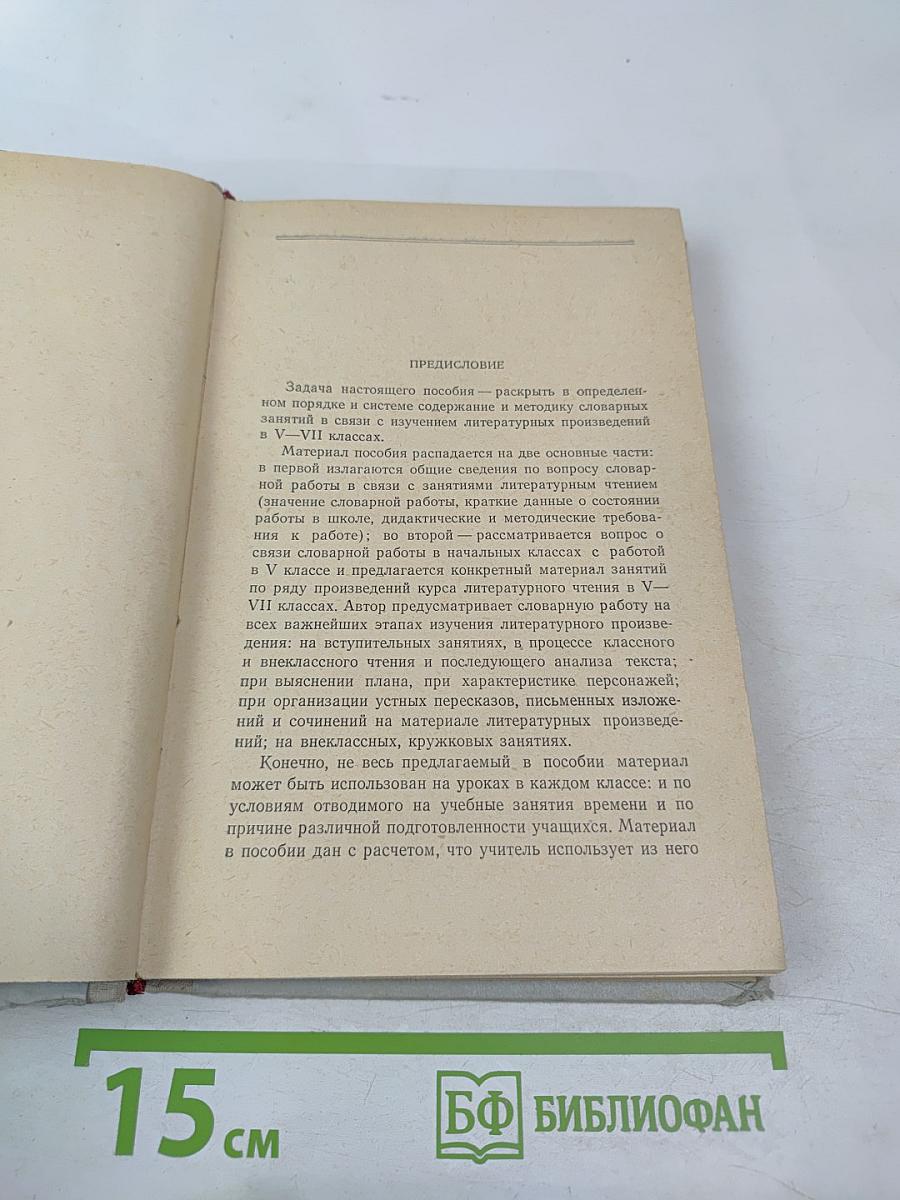 ПРЕДИСЛОВИЕ
Задача настоящего пособия — раскрыть в определен-
ном порядке и системе содержание и методику словарных
занятий в связи с изучением литературных произведений
в V—VII классах.
Материал пособия распадается на две основные части:
в первой излагаются общие сведения по вопросу словар-
ной работы в связи с занятиями литературным чтением
(значение словарной работы, краткие данные о состоянии
работы в школе, дидактические и методические требова-
ния к работе); во второй — рассматривается вопрос о
связи словарной работы в начальных классах с работой
в V классе и предлагается конкретный материал занятий
по ряду произведений курса литературного чтения в V—
VII классах. Автор предусматривает словарную работу на
всех важнейших этапах изучения литературного произве-
дения: на вступительных занятиях, в процессе классного
и внеклассного чтения и последующего анализа текста;
при выяснении плана, при характеристике персонажей;
при организации устных пересказов, письменных изложе-
ний и сочинений на материале литературных произведе-
ний; на внеклассных, кружковых занятиях.
Конечно, не весь предлагаемый в пособии материал
может быть использован на уроках в каждом классе: и по
условиям отводимого на учебные занятия времени и по
причине различной подготовленности учащихся. Материал
в пособии дан с расчетом, что учитель использует из него
15 см
БФ БИБЛИОФАН